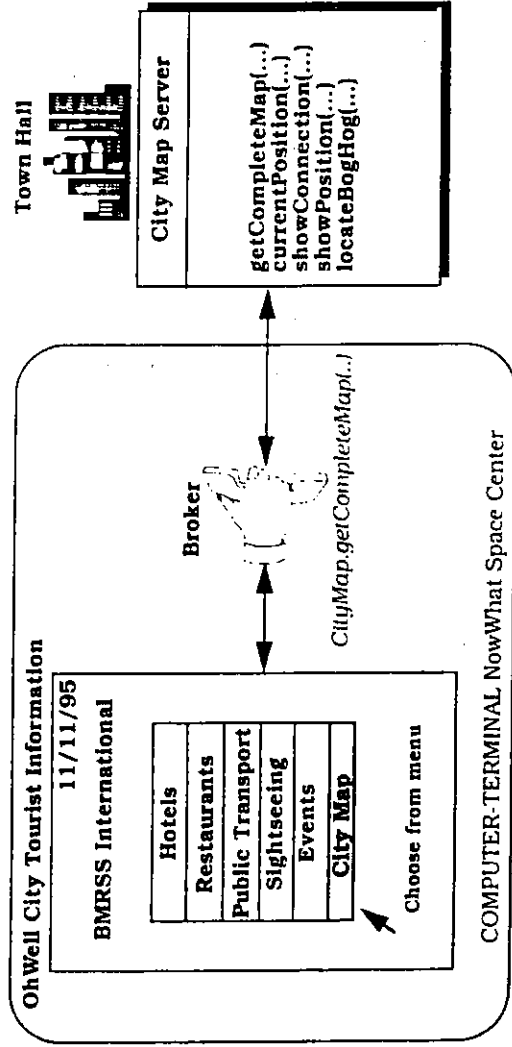 OhWell City Tourist Information
11/11/95
BMRSS International
Hotels
Restaurants
Public Transport
Sightseeing
Events
City Map
Choose from menu
COMPUTER-TERMINAL NowWhat Space Center
Broker
CityMap.getCompleteMap(..)
Town Hall
City Map Server
getCompleteMap(...)
currentPosition(...)
showConnection(...)
showPosition(...)
locateBogHog(...)